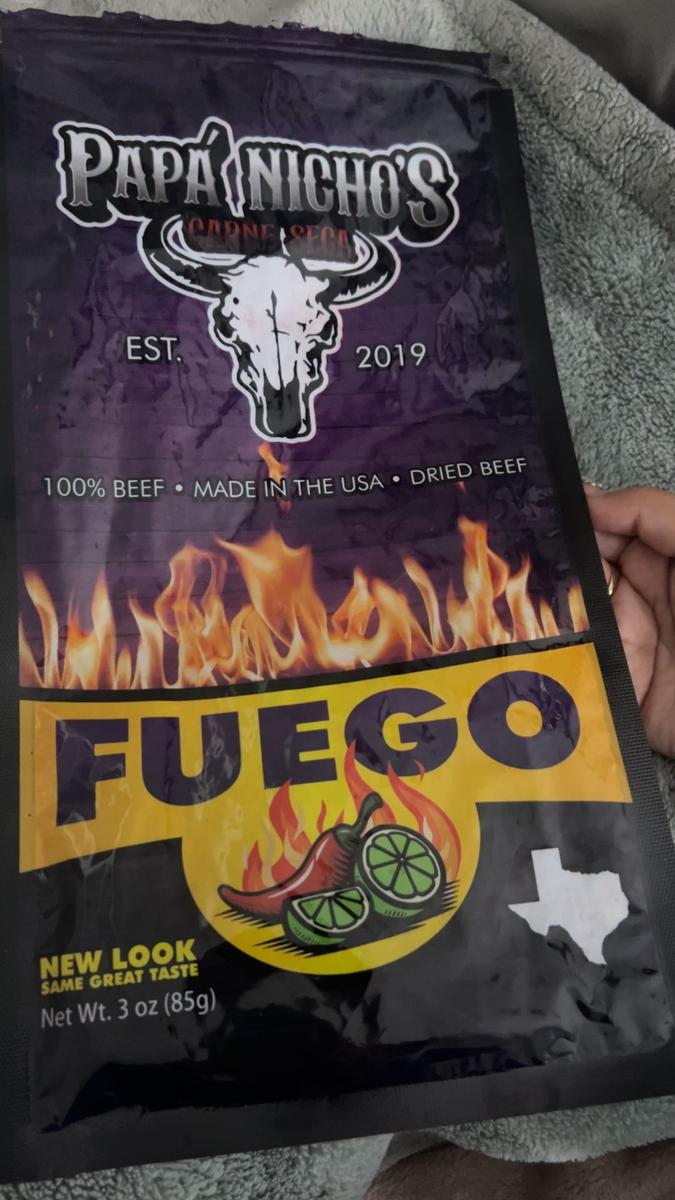 PAPÁ NICHO'S
CARNE SECA
EST. 2019
100% BEEF • MADE IN THE USA • DRIED BEEF
FUEGO
NEW LOOK
SAME GREAT TASTE
Net Wt. 3 oz (85g)